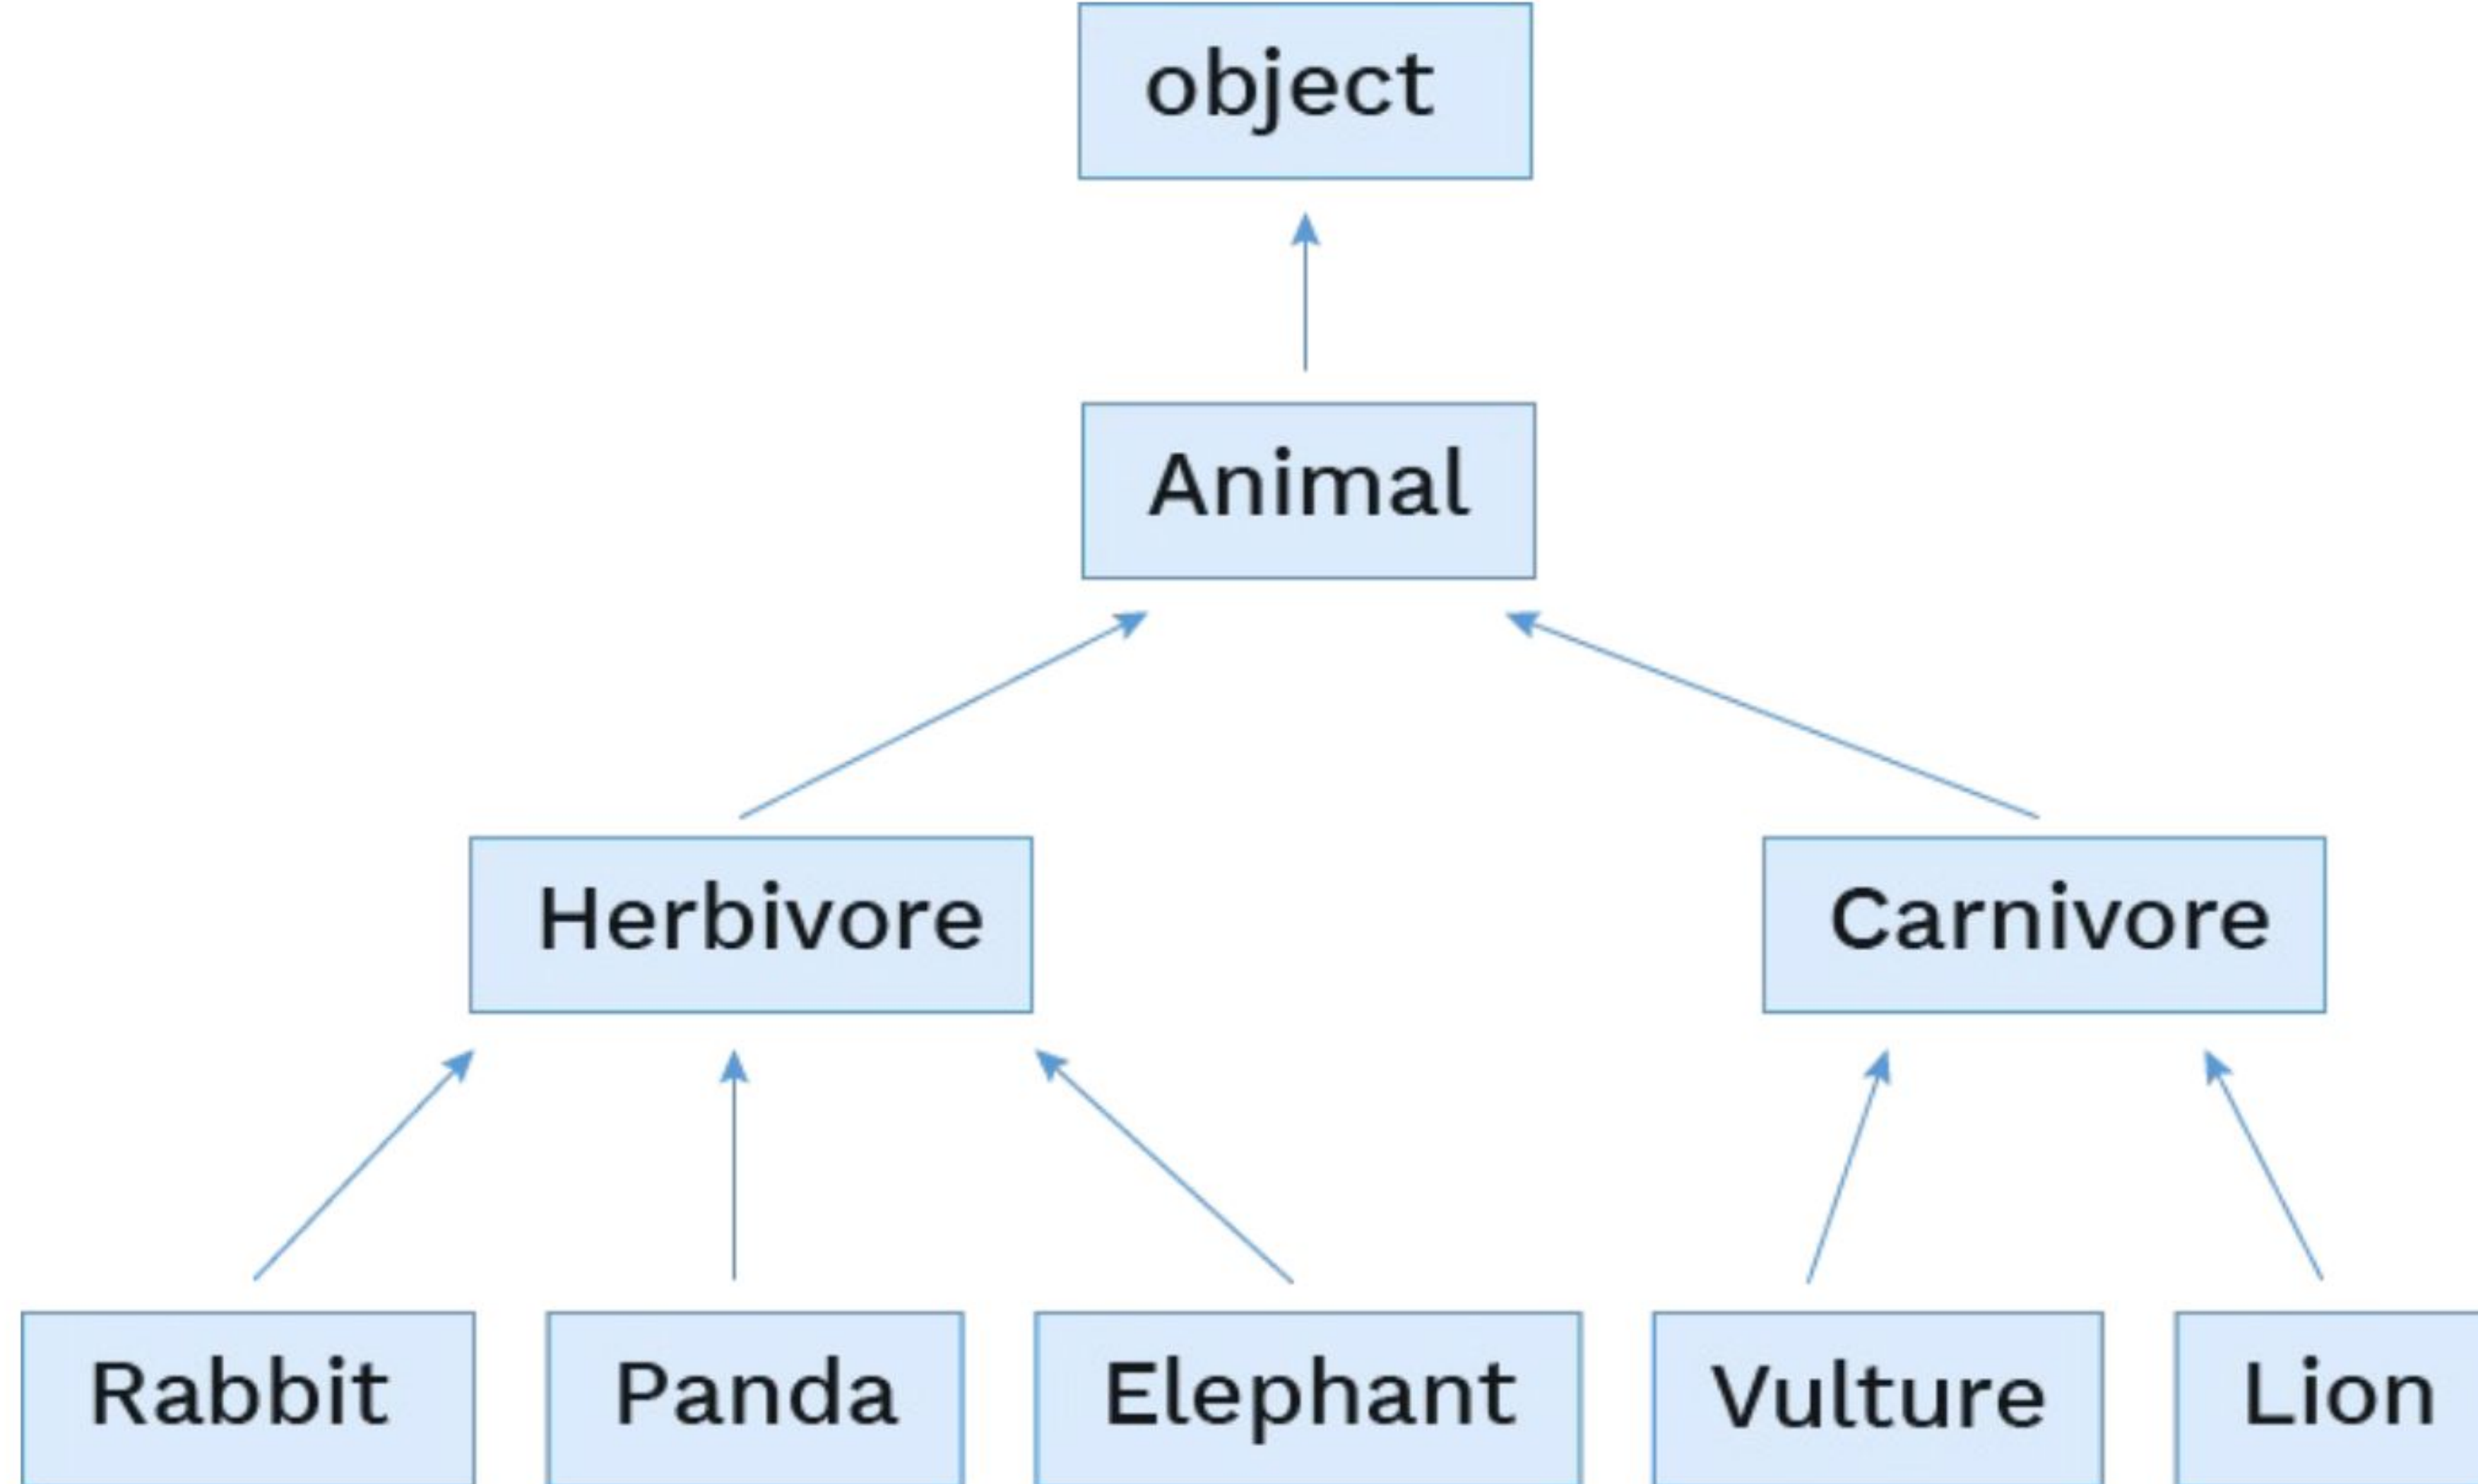 object
Animal
Herbivore
Carnivore
Rabbit
Panda
Elephant
Vulture
Lion